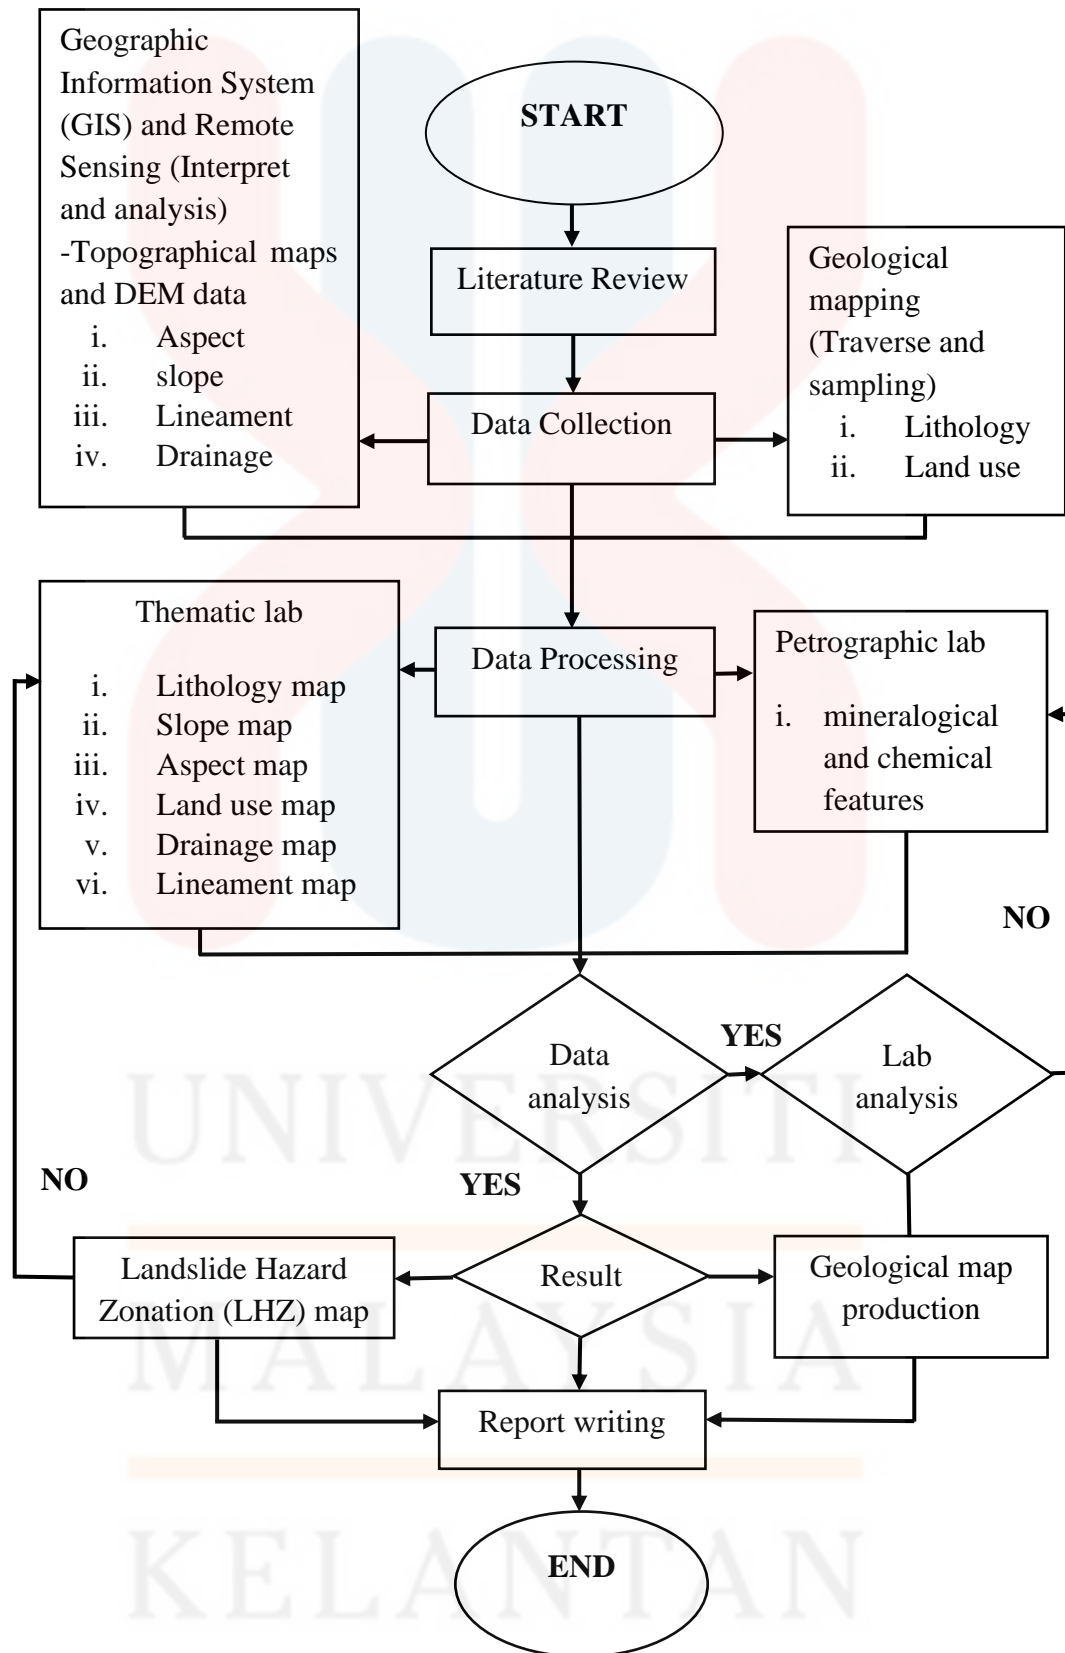 Geographic
Information System
(GIS) and Remote
Sensing (Interpret
and analysis)
-Topographical maps
and DEM data
i. Aspect
ii. slope
iii. Lineament
iv. Drainage
START
Literature Review
Data Collection
Geological
mapping
(Traverse and
sampling)
i. Lithology
ii. Land use
Thematic lab
i. Lithology map
ii. Slope map
iii. Aspect map
iv. Land use map
v. Drainage map
vi. Lineament map
Data Processing
Petrographic lab
i. mineralogical
and chemical
features
NO
Data
analysis
YES
Lab
analysis
NO
YES
Landslide Hazard
Zonation (LHZ) map
Result
Geological map
production
Report writing
END
UNIVERSITI
MALAYSIA
KELANTAN